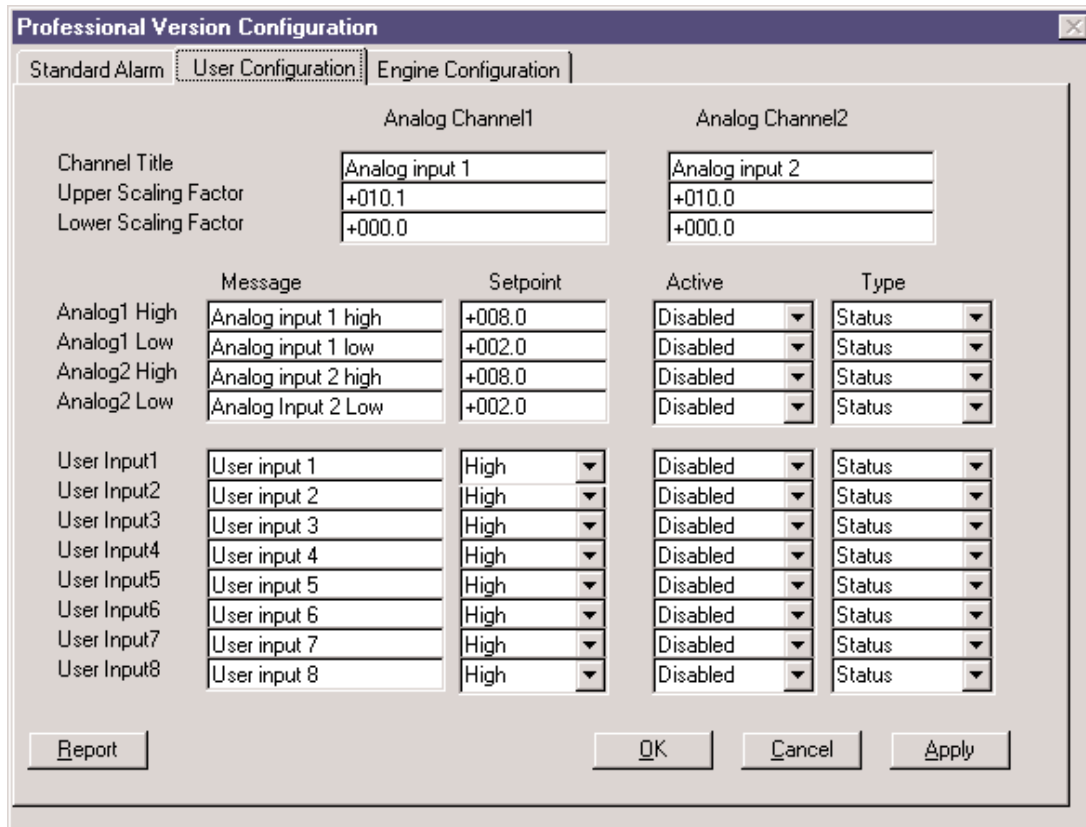 Professional Version Configuration
Standard Alarm User Configuration Engine Configuration
Analog Channel1 Analog Channel2
Channel Title Analog input 1 Analog input 2
Upper Scaling Factor +010.1 +010.0
Lower Scaling Factor +000.0 +000.0
Message Setpoint Active Type
Analog1 High Analog input 1 high +008.0 Disabled Status
Analog1 Low Analog input 1 low +002.0 Disabled Status
Analog2 High Analog input 2 high +008.0 Disabled Status
Analog2 Low Analog Input 2 Low +002.0 Disabled Status
User Input1 User input 1 High Disabled Status
User Input2 User input 2 High Disabled Status
User Input3 User input 3 High Disabled Status
User Input4 User input 4 High Disabled Status
User Input5 User input 5 High Disabled Status
User Input6 User input 6 High Disabled Status
User Input7 User input 7 High Disabled Status
User Input8 User input 8 High Disabled Status
Report OK Cancel Apply